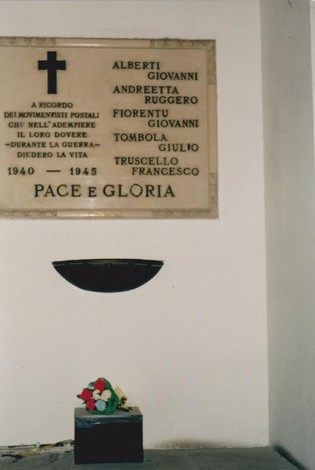 A RICORDO
DEI MOVIMENTISTI POSTALI
CHE NELL'ADEMPIERE
IL LORO DOVERE
—DURANTE LA GUERRA—
DIEDERO LA VITA
1940 — 1945
ALBERTI
GIOVANNI
ANDREETTA
RUGGERO
FIORENTU
GIOVANNI
TOMBOLA
GIULIO
TRUSCELLO
FRANCESCO
PACE E GLORIA